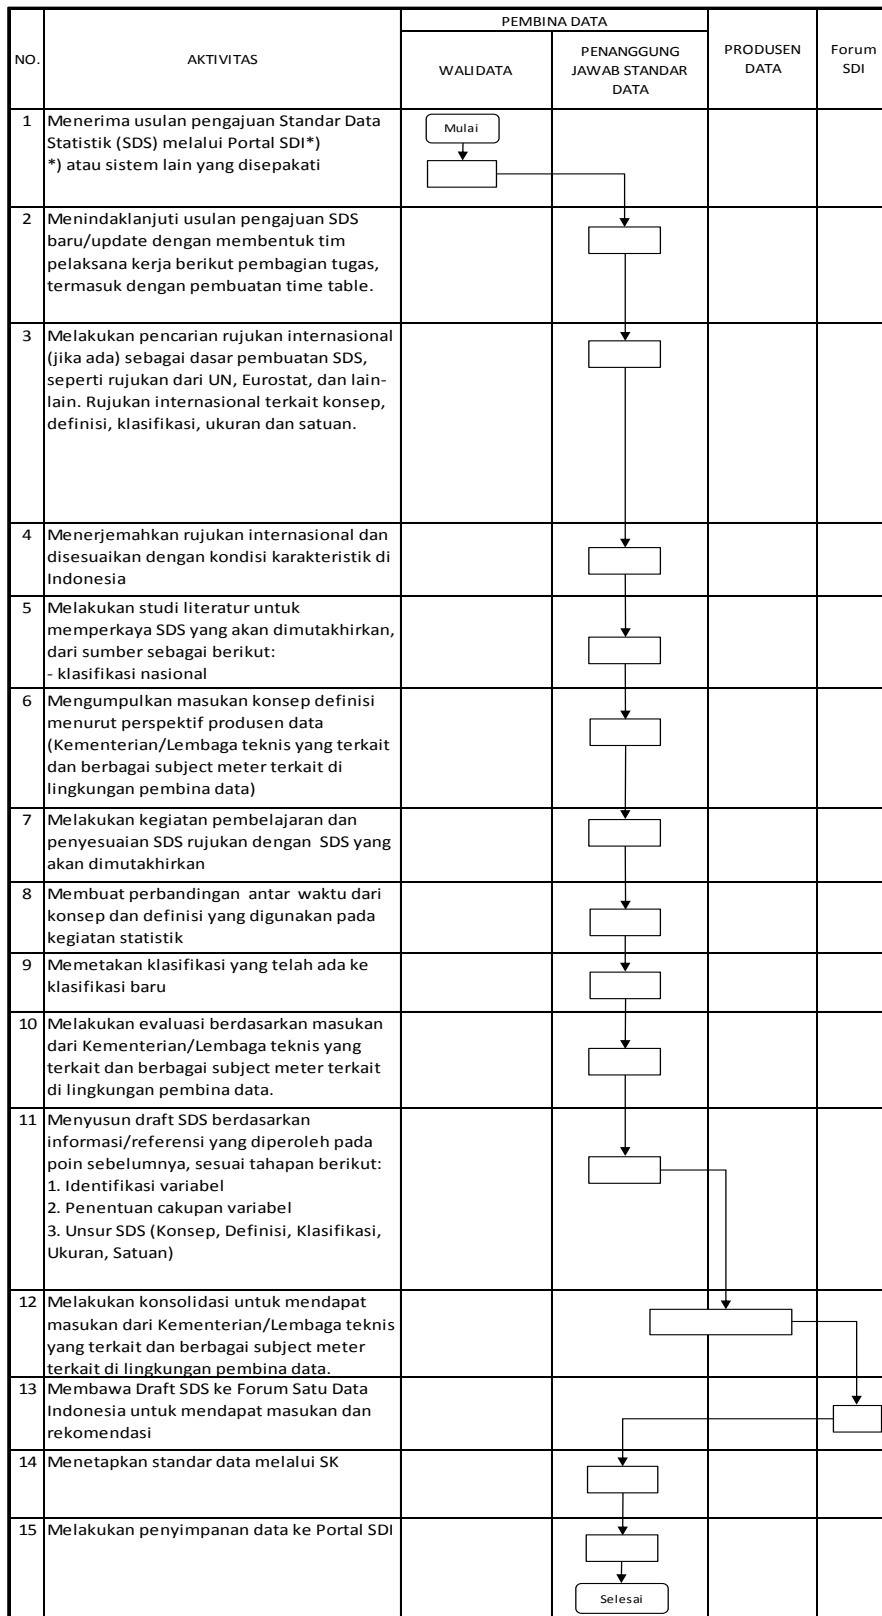 PEMBINA DATA
NO.
AKTIVITAS
WALIDATA
PENANGGUNG
JAWAB STANDAR
DATA
PRODUSEN
DATA
Forum
SDI
1 Menerima usulan pengajuan Standar Data
Statistik (SDS) melalui Portal SDI*)
*) atau sistem lain yang disepakati
Mulai
2 Menindaklanjuti usulan pengajuan SDS
baru/update dengan membentuk tim
pelaksana kerja berikut pembagian tugas,
termasuk dengan pembuatan time table.
3 Melakukan pencarian rujukan internasional
(jika ada) sebagai dasar pembuatan SDS,
seperti rujukan dari UN, Eurostat, dan lain-
lain. Rujukan internasional terkait konsep,
definisi, klasifikasi, ukuran dan satuan.
4 Menerjemahkan rujukan internasional dan
disesuaikan dengan kondisi karakteristik di
Indonesia
5 Melakukan studi literatur untuk
memperkaya SDS yang akan dimutakhirkan,
dari sumber sebagai berikut:
- klasifikasi nasional
6 Mengumpulkan masukan konsep definisi
menurut perspektif produsen data
(Kementerian/Lembaga teknis yang terkait
dan berbagai subject meter terkait di
lingkungan pembina data)
7 Melakukan kegiatan pembelajaran dan
penyesuaian SDS rujukan dengan SDS yang
akan dimutakhirkan
8 Membuat perbandingan antar waktu dari
konsep dan definisi yang digunakan pada
kegiatan statistik
9 Memetakan klasifikasi yang telah ada ke
klasifikasi baru
10 Melakukan evaluasi berdasarkan masukan
dari Kementerian/Lembaga teknis yang
terkait dan berbagai subject meter terkait
di lingkungan pembina data.
11 Menyusun draft SDS berdasarkan
informasi/referensi yang diperoleh pada
poin sebelumnya, sesuai tahapan berikut:
1. Identifikasi variabel
2. Penentuan cakupan variabel
3. Unsur SDS (Konsep, Definisi, Klasifikasi,
Ukuran, Satuan)
12 Melakukan konsolidasi untuk mendapat
masukan dari Kementerian/Lembaga teknis
yang terkait dan berbagai subject meter
terkait di lingkungan pembina data.
13 Membawa Draft SDS ke Forum Satu Data
Indonesia untuk mendapat masukan dan
rekomendasi
14 Menetapkan standar data melalui SK
15 Melakukan penyimpanan data ke Portal SDI
Selesai